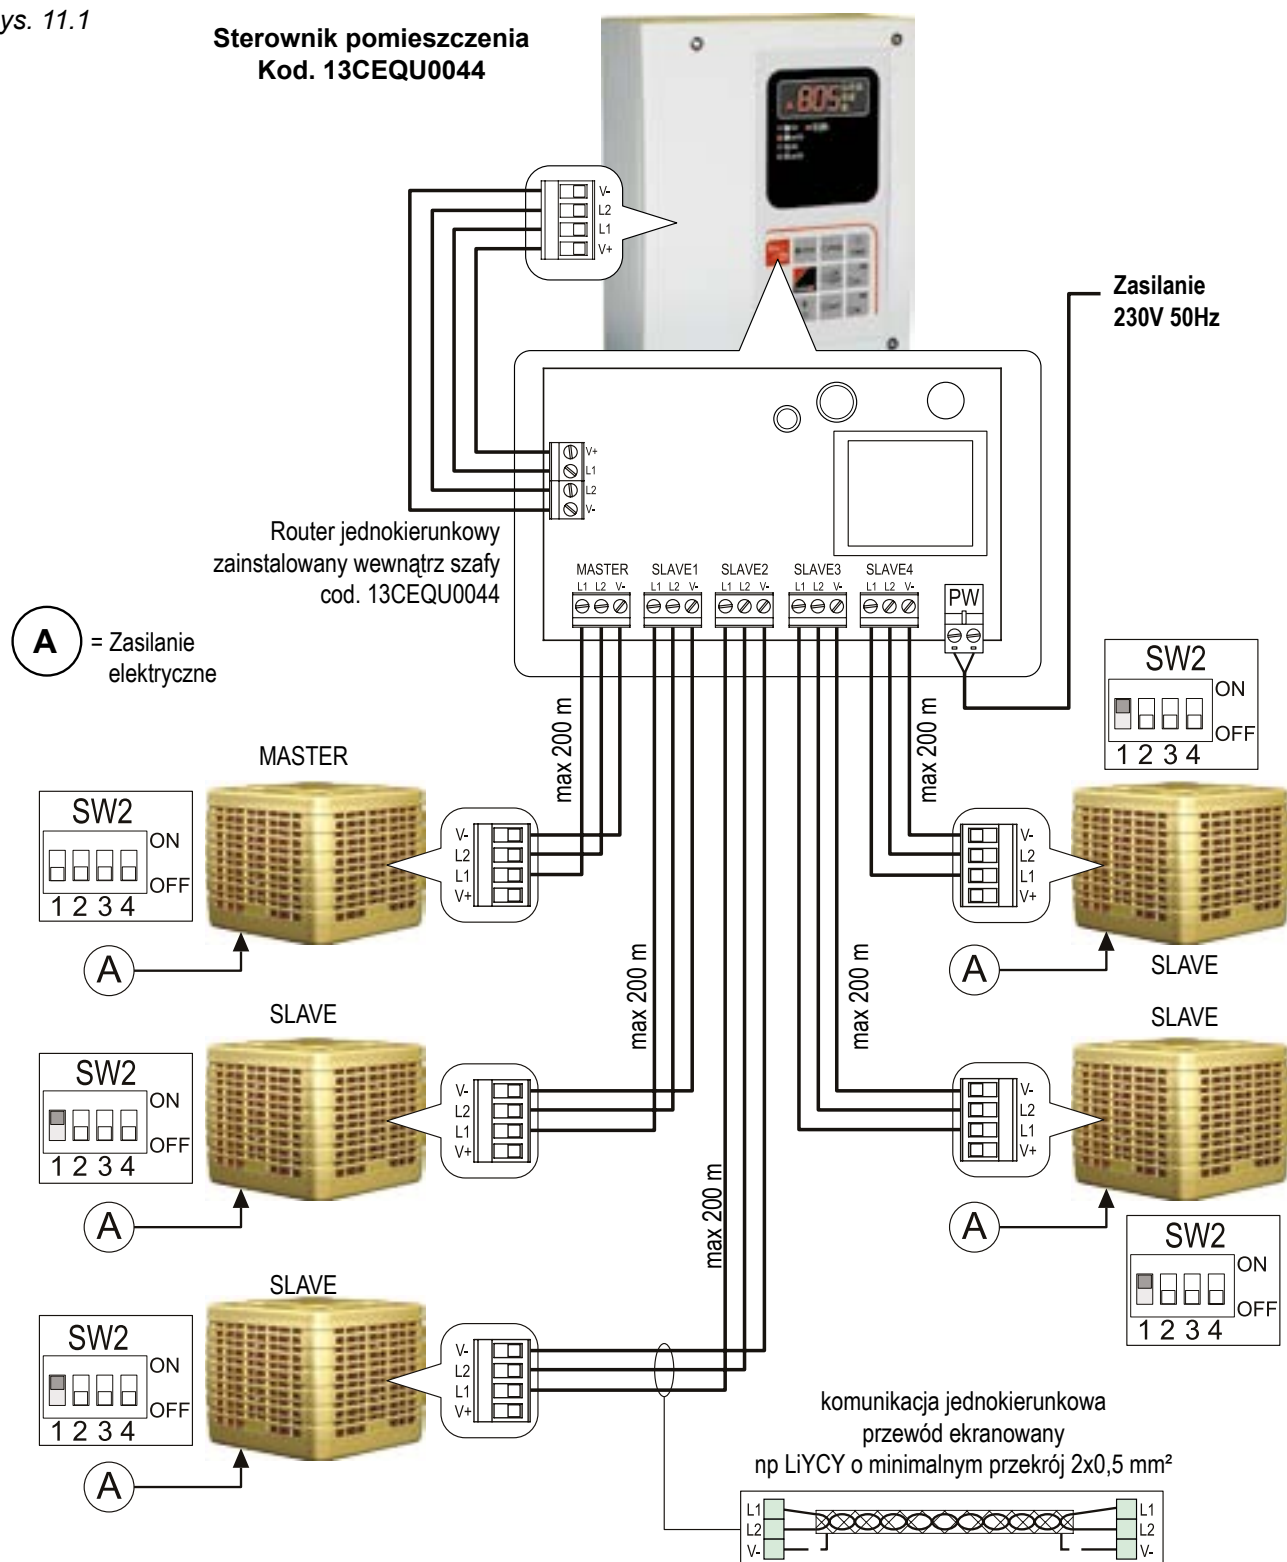 ys. 11.1
Sterownik pomieszczenia
Kod. 13CEQU0044
805
V-
L2
L1
V+
Zasilanie
230V 50Hz
V+
L1
L2
V-
Router jednokierunkowy
zainstalowany wewnątrz szafy
cod. 13CEQU0044
MASTER SLAVE1 SLAVE2 SLAVE3 SLAVE4
L1 L2 V- L1 L2 V- L1 L2 V- L1 L2 V- L1 L2 V-
PW
A = Zasilanie
elektryczne
SW2
ON
OFF
1 2 3 4
max 200 m
max 200 m
MASTER
SW2
ON
OFF
1 2 3 4
V-
L2
L1
V+
A
V-
L2
L1
V+
A
SLAVE
max 200 m
max 200 m
SLAVE
SW2
ON
OFF
1 2 3 4
V-
L2
L1
V+
A
SLAVE
V-
L2
L1
V+
A
SW2
ON
OFF
1 2 3 4
max 200 m
SLAVE
SW2
ON
OFF
1 2 3 4
V-
L2
L1
V+
A
komunikacja jednokierunkowa
przewód ekranowany
np LiYCY o minimalnym przekrój 2x0,5 mm²
L1 L1
L2 L2
V- V-